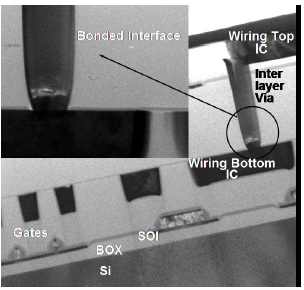 Bonded Interface
Wiring Top
IC
Inter
layer
Via
Wiring Bottom
IC
Gates
SOI
BOX
Si